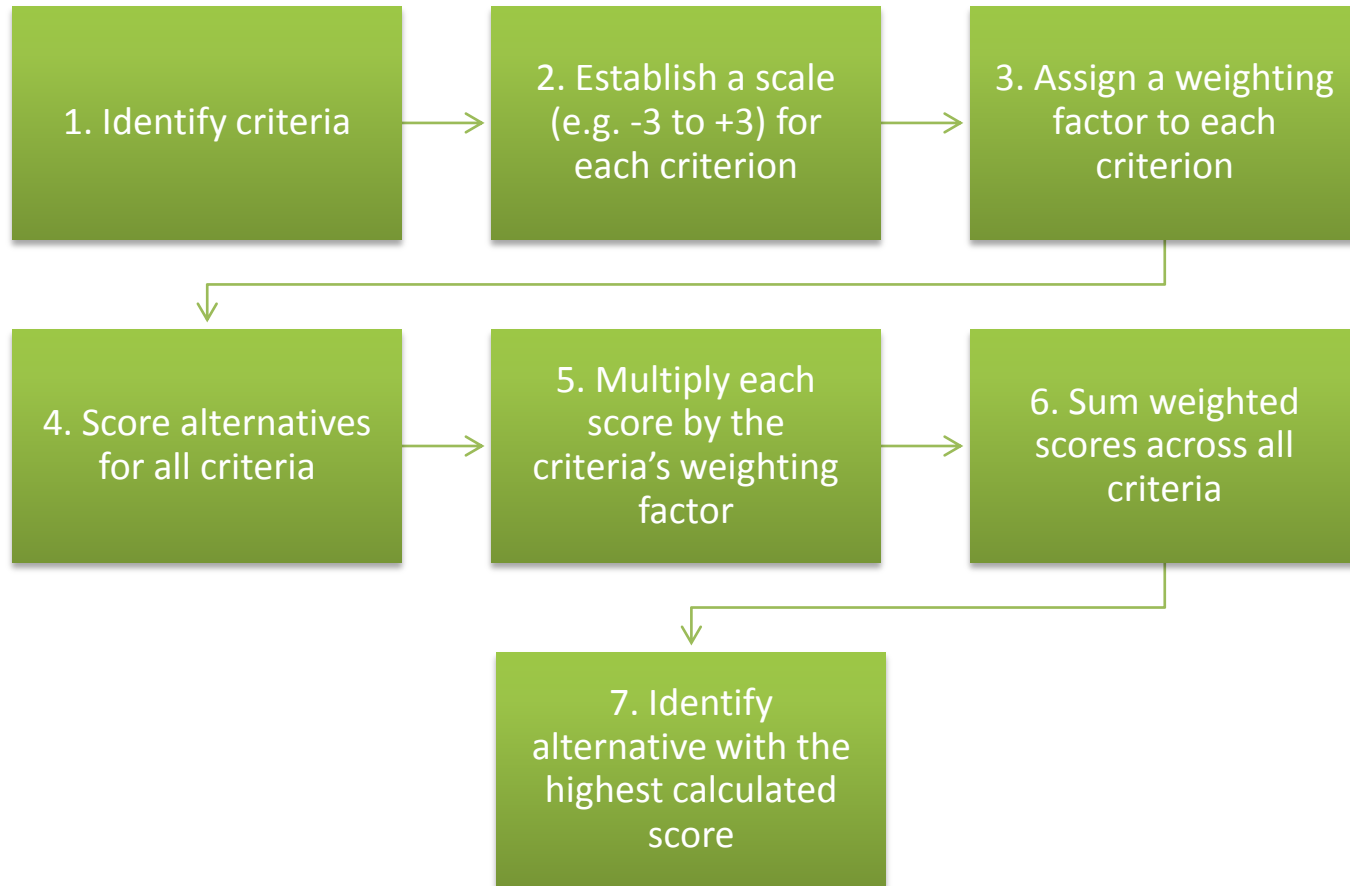 1. Identify criteria
2. Establish a scale
(e.g. -3 to +3) for
each criterion
3. Assign a weighting
factor to each
criterion
4. Score alternatives
for all criteria
5. Multiply each
score by the
criteria’s weighting
factor
6. Sum weighted
scores across all
criteria
7. Identify
alternative with the
highest calculated
score